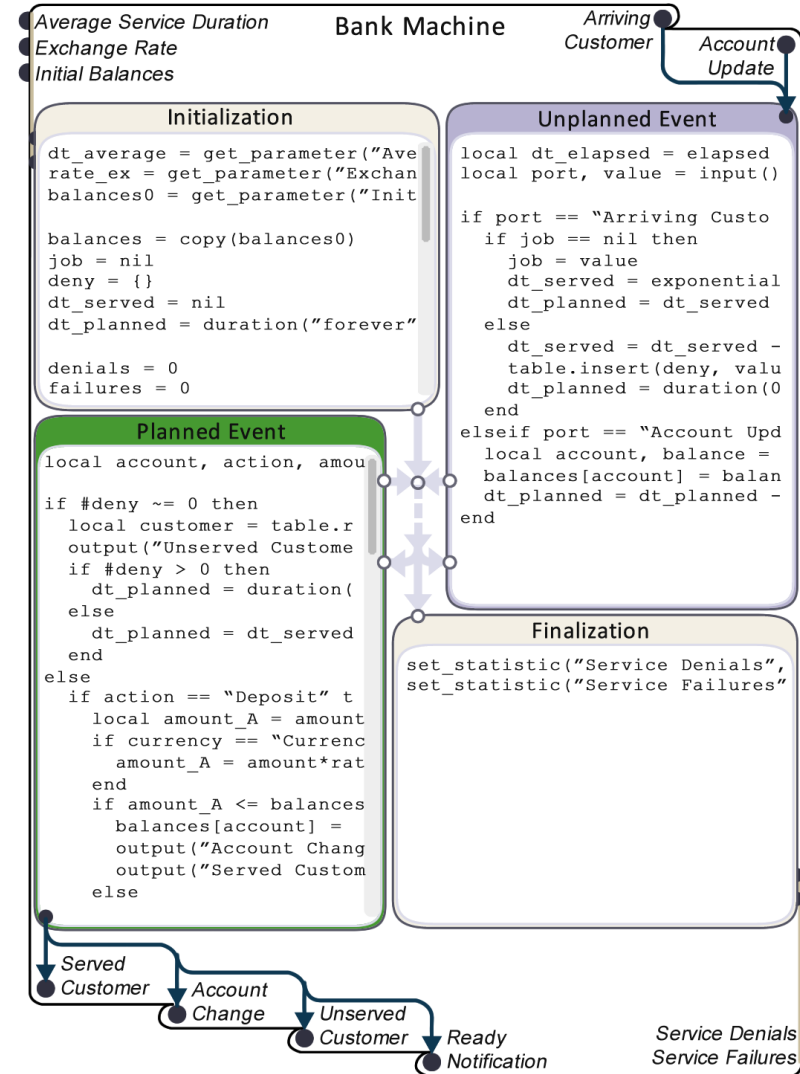 Average Service Duration
Exchange Rate
Initial Balances
Bank Machine
Arriving
Customer
Account
Update
Initialization
dt_average = get_parameter("Ave
rate_ex = get_parameter("Exchan
balances0 = get_parameter("Init
balances = copy(balances0)
job = nil
deny = {}
dt_served = nil
dt_planned = duration("forever"
denials = 0
failures = 0
Unplanned Event
local dt_elapsed = elapsed
local port, value = input()
if port == "Arriving Custo
if job == nil then
job = value
dt_served = exponential
dt_planned = dt_served
else
dt_served = dt_served -
table.insert(deny, valu
dt_planned = duration(0
end
elseif port == "Account Upd
local account, balance =
balances[account] = balan
dt_planned = dt_planned -
end
Planned Event
local account, action, amou
if #deny ~= 0 then
local customer = table.r
output("Unserved Custome
if #deny > 0 then
dt_planned = duration(
else
dt_planned = dt_served
end
else
if action == "Deposit" t
local amount_A = amount
if currency == "Currenc
amount_A = amount*rat
end
if amount_A <= balances
balances[account] =
output("Account Chang
output("Served Custom
else
Finalization
set_statistic("Service Denials",
set_statistic("Service Failures"
Served
Customer
Account
Change
Unserved
Customer
Ready
Notification
Service Denials
Service Failures